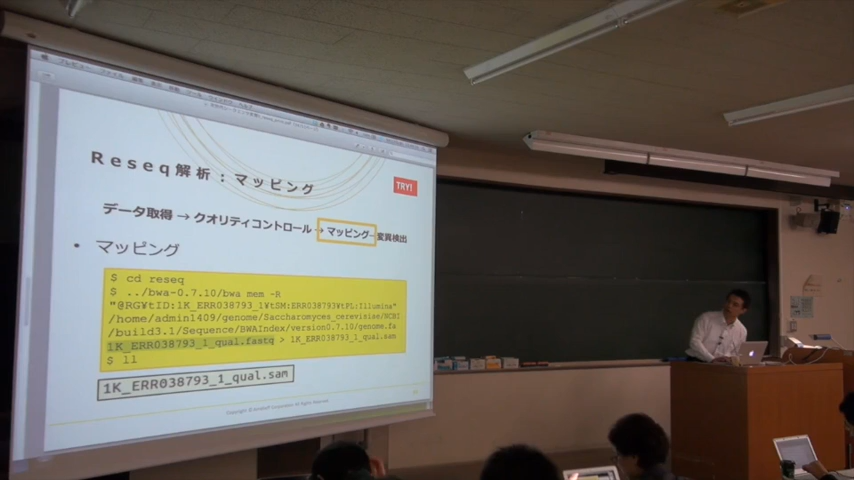 Reseq解析：マッピング
TRY!
データ取得 → クオリティコントロール → マッピング → 変異検出
• マッピング
$ cd reseq
$ ../bwa-0.7.10/bwa mem -R
"@RG¥tID:1K_ERR038793_1¥tSM:ERR038793¥tPL:Illumina"
/home/admin1409/genome/Saccharomyces_cerevisiae/NCBI
/build3.1/Sequence/BWAIndex/version0.7.10/genome.fa
1K_ERR038793_1_qual.fastq > 1K_ERR038793_1_qual.sam
$ ll
1K_ERR038793_1_qual.sam